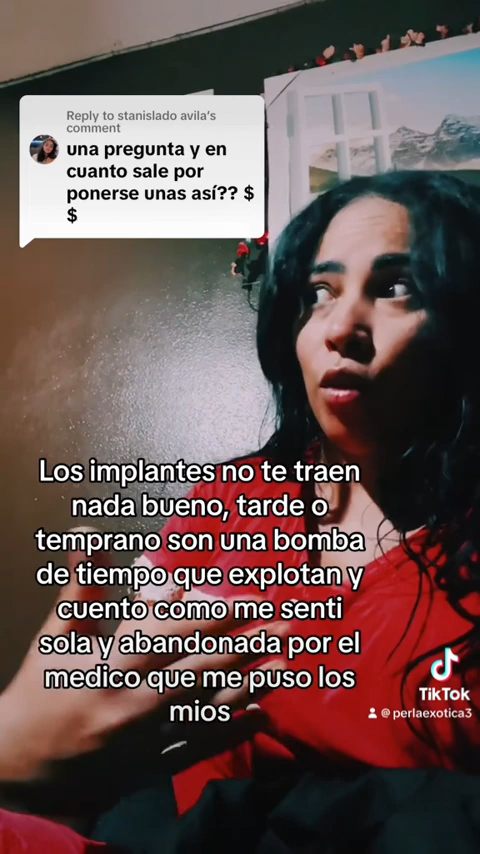 Reply to stanislado avila's
comment
una pregunta y en
cuanto sale por
ponerse unas así?? $
$
Los implantes no te traen
nada bueno, tarde o
temprano son una bomba
de tiempo que explotan y
cuento como me senti
sola y abandonada por el
medico que me puso los
mios
TikTok
@perlaexotica3